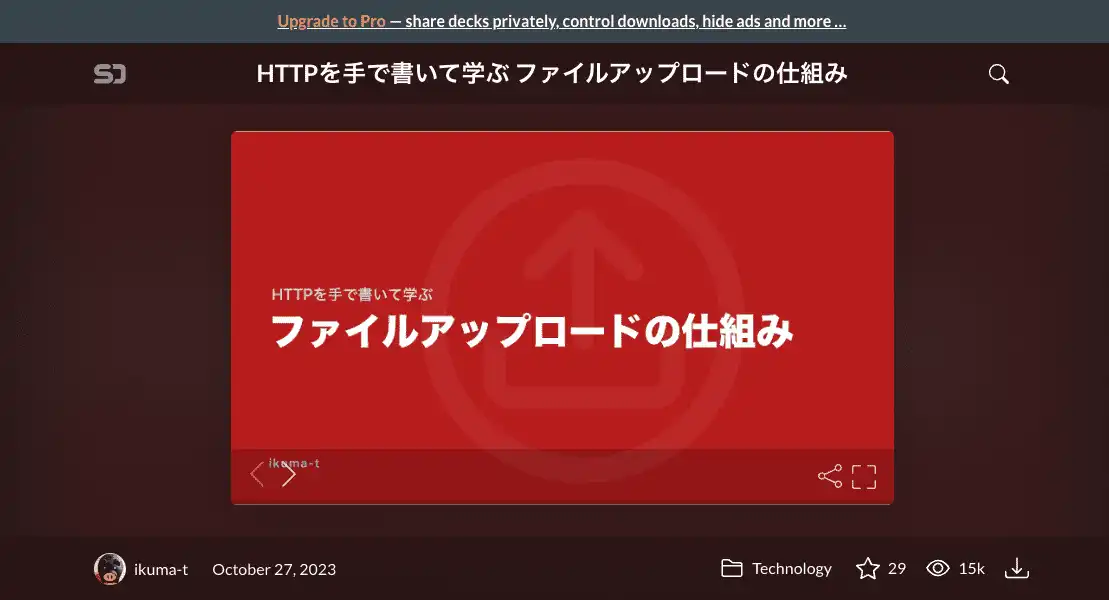 Upgrade to Pro — share decks privately, control downloads, hide ads and more …
SD
HTTPを手で書いて学ぶ ファイルアップロードの仕組み
HTTPを手で書いて学ぶ
ファイルアップロードの仕組み
ikuma-t
ikuma-t
October 27, 2023
Technology
29
15k